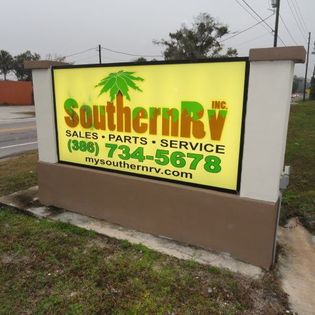 SouthernRV INC.
SALES • PARTS • SERVICE
(386) 734-5678
mysouthernrv.com